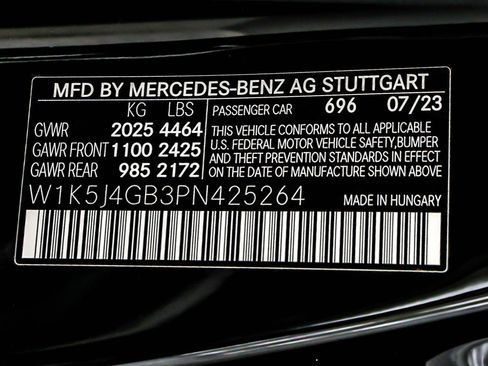 MFD BY MERCEDES-BENZ AG STUTTGART
KG LBS
GVWR 2025 4464
GAWR FRONT 1100 2425
GAWR REAR 985 2172
PASSENGER CAR 696 07/23
THIS VEHICLE CONFORMS TO ALL APPLICABLE
U.S. FEDERAL MOTOR VEHICLE SAFETY,BUMPER
AND THEFT PREVENTION STANDARDS IN EFFECT
ON THE DATE OF MANUFACTURE SHOWN ABOVE
W1K5J4GB3PN425264
MADE IN HUNGARY